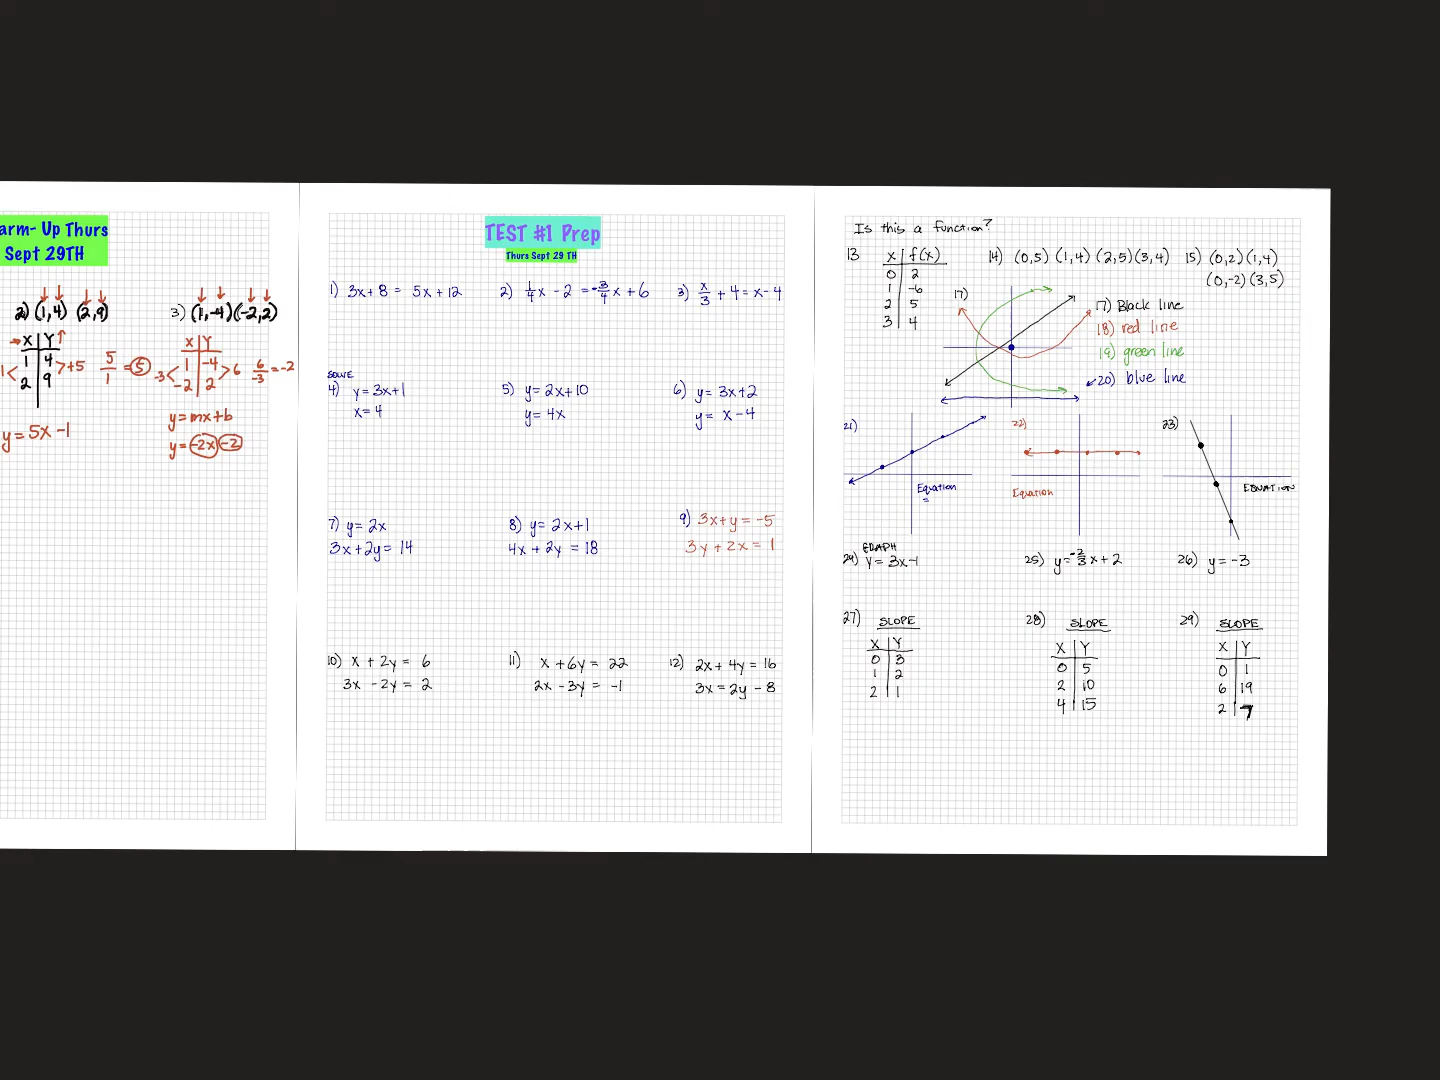 arm- Up Thurs
Sept 29TH
2) (1,4) (2,9)
X Y
1 4 >+5
2 9
1<
5/1 = 5
y = 5x -1
3) (1,-4)(-2,2)
X Y
1 -4
-2 2
-3< >6 6/-3 = -2
y = mx+b
y = -2x -2
TEST #1 Prep
Thurs Sept 29 TH
1) 3x+8 = 5x+12
2) 1/4 x - 2 = -3/4 x + 6
3) x/3 + 4 = x-4
SOLVE
4) y = 3x+1
x = 4
5) y = 2x+10
y = 4x
6) y = 3x+2
y = x-4
7) y = 2x
3x+2y = 14
8) y = 2x+1
4x + 2y = 18
9) 3x+y = -5
3y + 2x = 1
10) x + 2y = 6
3x - 2y = 2
11) x + 6y = 22
2x - 3y = -1
12) 2x + 4y = 16
3x = 2y - 8
Is this a function?
13 x f(x)
0 2
1 -6
2 5
3 4
14) (0,5) (1,4) (2,5) (3,4)
15) (0,2) (1,4)
(0,-2) (3,5)
17)
17) Black line
18) red line
19) green line
20) blue line
21)
Equation
=
22)
Equation
23)
EQUATION
GRAPH
24) y = 3x-1
25) y = -2/3 x + 2
26) y = -3
27) SLOPE
X Y
0 3
1 2
2 1
28) SLOPE
X Y
0 5
2 10
4 15
29) SLOPE
X Y
0 1
6 19
2 7